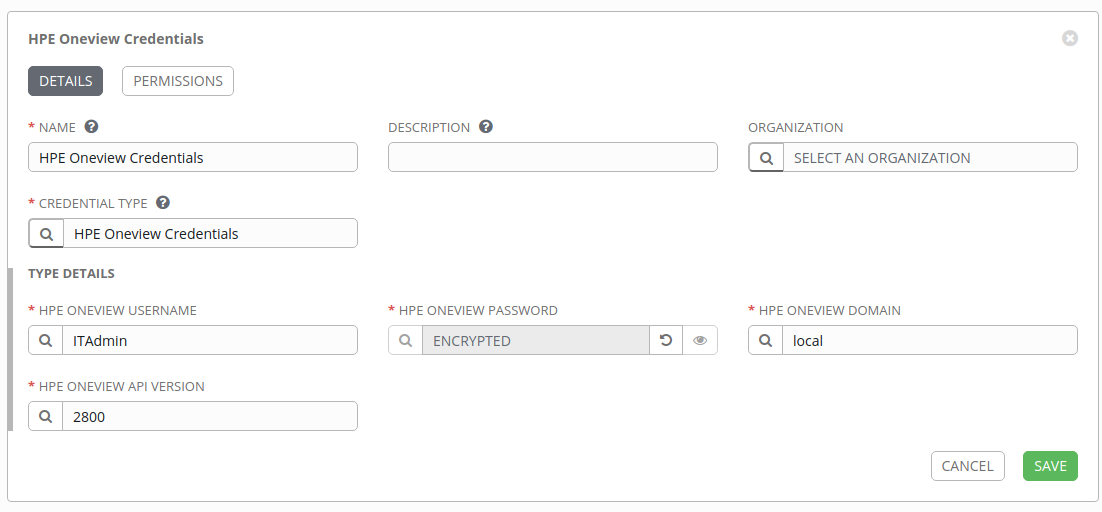 HPE Oneview Credentials
DETAILS PERMISSIONS
* NAME DESCRIPTION ORGANIZATION
HPE Oneview Credentials SELECT AN ORGANIZATION
* CREDENTIAL TYPE
HPE Oneview Credentials
TYPE DETAILS
* HPE ONEVIEW USERNAME * HPE ONEVIEW PASSWORD * HPE ONEVIEW DOMAIN
ITAdmin ENCRYPTED local
* HPE ONEVIEW API VERSION
2800
CANCEL SAVE